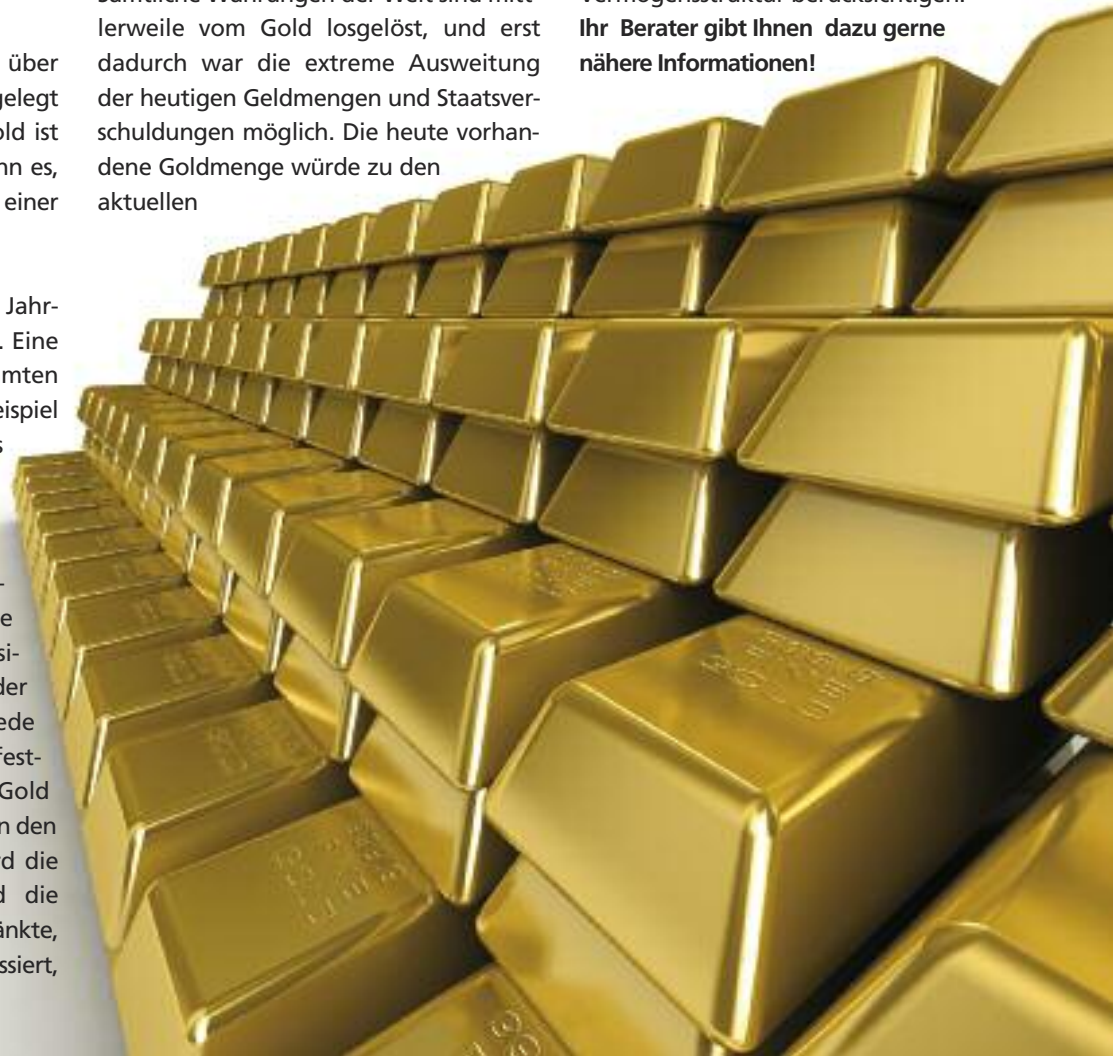 über
gelegt
old ist
nn es,
einer
Jahr-
. Eine
mten
eispiel
s
-
e
si-
der
ede
fest-
Gold
n den
rd die
d die
änkte,
ssiert,
Sämtliche Währungen der Welt sind mitt-
lerweile vom Gold losgelöst, und erst
dadurch war die extreme Ausweitung
der heutigen Geldmengen und Staatsver-
schuldungen möglich. Die heute vorhan-
dene Goldmenge würde zu den
aktuellen
Vermögensstruktur berücksichtigen.
Ihr Berater gibt Ihnen dazu gerne
nähere Informationen!